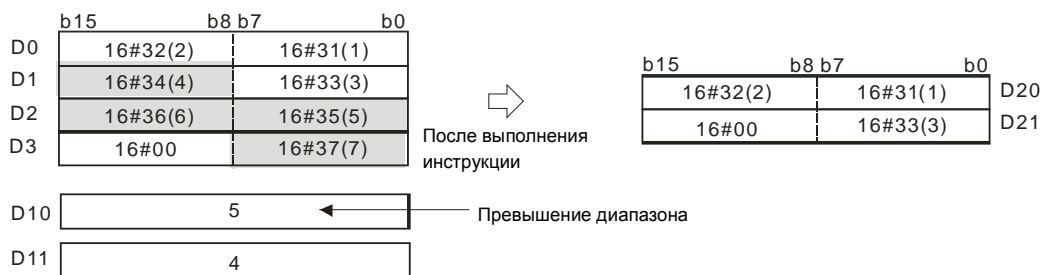 b15 b8 b7 b0
D0 16#32(2) 16#31(1)
D1 16#34(4) 16#33(3)
D2 16#36(6) 16#35(5)
D3 16#00 16#37(7)
После выполнения
инструкции
b15 b8 b7 b0
16#32(2) 16#31(1) D20
16#00 16#33(3) D21
D10 5 Превышение диапазона
D11 4